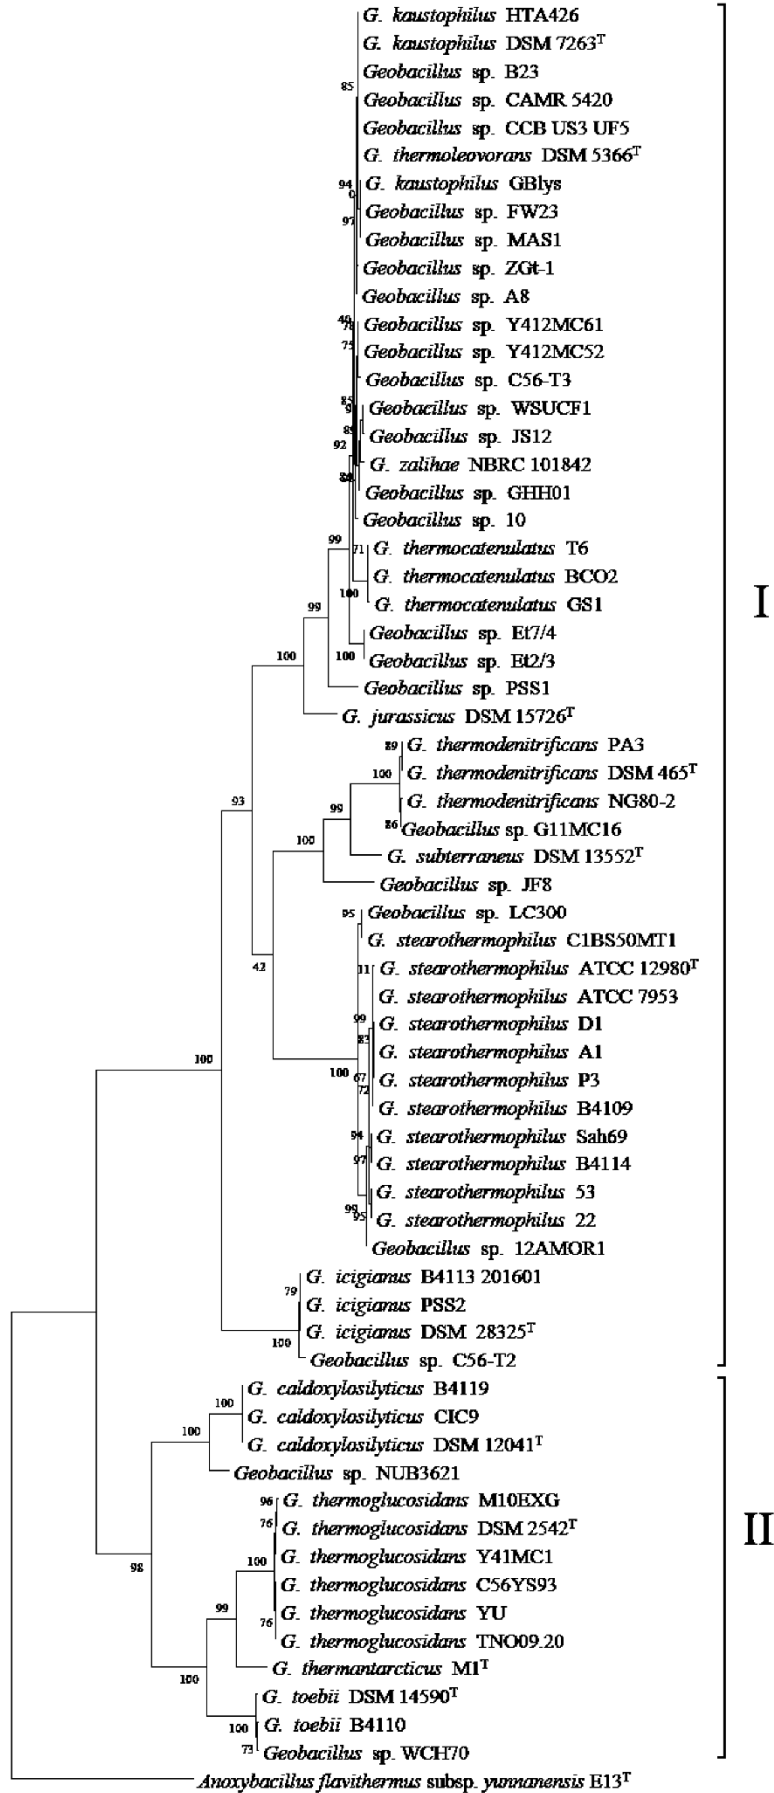 G. kaustophilus HTA426
G. kaustophilus DSM 7263T
Geobacillus sp. B23
85
Geobacillus sp. CAMR 5420
Geobacillus sp. CCB US3 UF5
G. thermoleovorans DSM 5366T
94 G. kaustophilus GBlys
0
Geobacillus sp. FW23
97
Geobacillus sp. MAS1
Geobacillus sp. ZGt-1
Geobacillus sp. A8
Geobacillus sp. Y412MC61
75
Geobacillus sp. Y412MC52
Geobacillus sp. C56-T3
Geobacillus sp. WSUCF1
Geobacillus sp. JS12
92
G. zalihae NBRC 101842
Geobacillus sp. GHH01
Geobacillus sp. 10
99
71 G. thermocatenulatus T6
G. thermocatenulatus BCO2
100
G. thermocatenulatus GS1
I
99
Geobacillus sp. Et7/4
100 Geobacillus sp. Et2/3
100
Geobacillus sp. PSS1
G. jurassicus DSM 15726T
89 G. thermodenitrificans PA3
G. thermodenitrificans DSM 465T
100
G. thermodenitrificans NG80-2
93
99
86 Geobacillus sp. G11MC16
100
G. subterraneus DSM 13552T
Geobacillus sp. JF8
95 Geobacillus sp. LC300
G. stearothermophilus C1BS50MT1
42
11 G. stearothermophilus ATCC 12980T
G. stearothermophilus ATCC 7953
99 G. stearothermophilus D1
83
G. stearothermophilus A1
100
100 67 G. stearothermophilus P3
72
G. stearothermophilus B4109
94 G. stearothermophilus Sah69
97 G. stearothermophilus B4114
G. stearothermophilus 53
99
95 G. stearothermophilus 22
Geobacillus sp. 12AMOR1
G. icigianus B4113 201601
79
G. icigianus PSS2
G. icigianus DSM 28325T
100
Geobacillus sp. C56-T2
G. caldoxylosilyticus B4119
100
G. caldoxylosilyticus CIC9
100
G. caldoxylosilyticus DSM 12041T
Geobacillus sp. NUB3621
96 G. thermoglucosidans M10EXG
76 G. thermoglucosidans DSM 2542T
II
G. thermoglucosidans Y41MC1
98 100
G. thermoglucosidans C56YS93
99
76 G. thermoglucosidans YU
G. thermoglucosidans TNO09.20
G. thermantarcticus M1T
100
G. toebii DSM 14590T
100 G. toebii B4110
73 Geobacillus sp. WCH70
Anoxybacillus flavithermus subsp. yunnanensis E13T